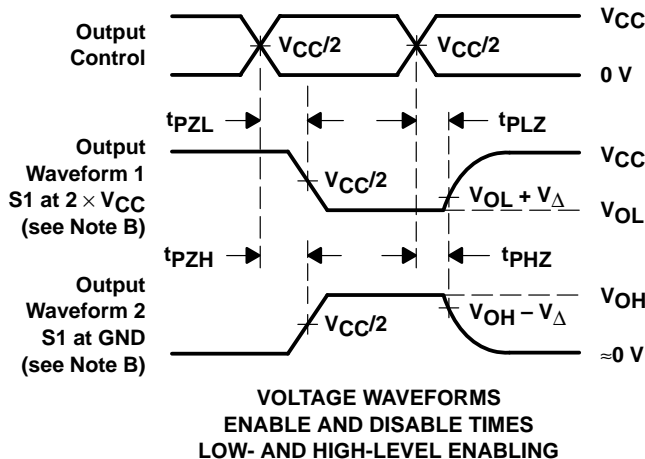 Output
Control
VCC/2
VCC/2
VCC
0 V
tPZL
tPLZ
Output
Waveform 1
S1 at 2 × VCC
(see Note B)
VCC/2
VCC
VOL + VΔ
VOL
tPZH
tPHZ
Output
Waveform 2
S1 at GND
(see Note B)
VCC/2
VOH
VOH – VΔ
≈0 V
VOLTAGE WAVEFORMS
ENABLE AND DISABLE TIMES
LOW- AND HIGH-LEVEL ENABLING